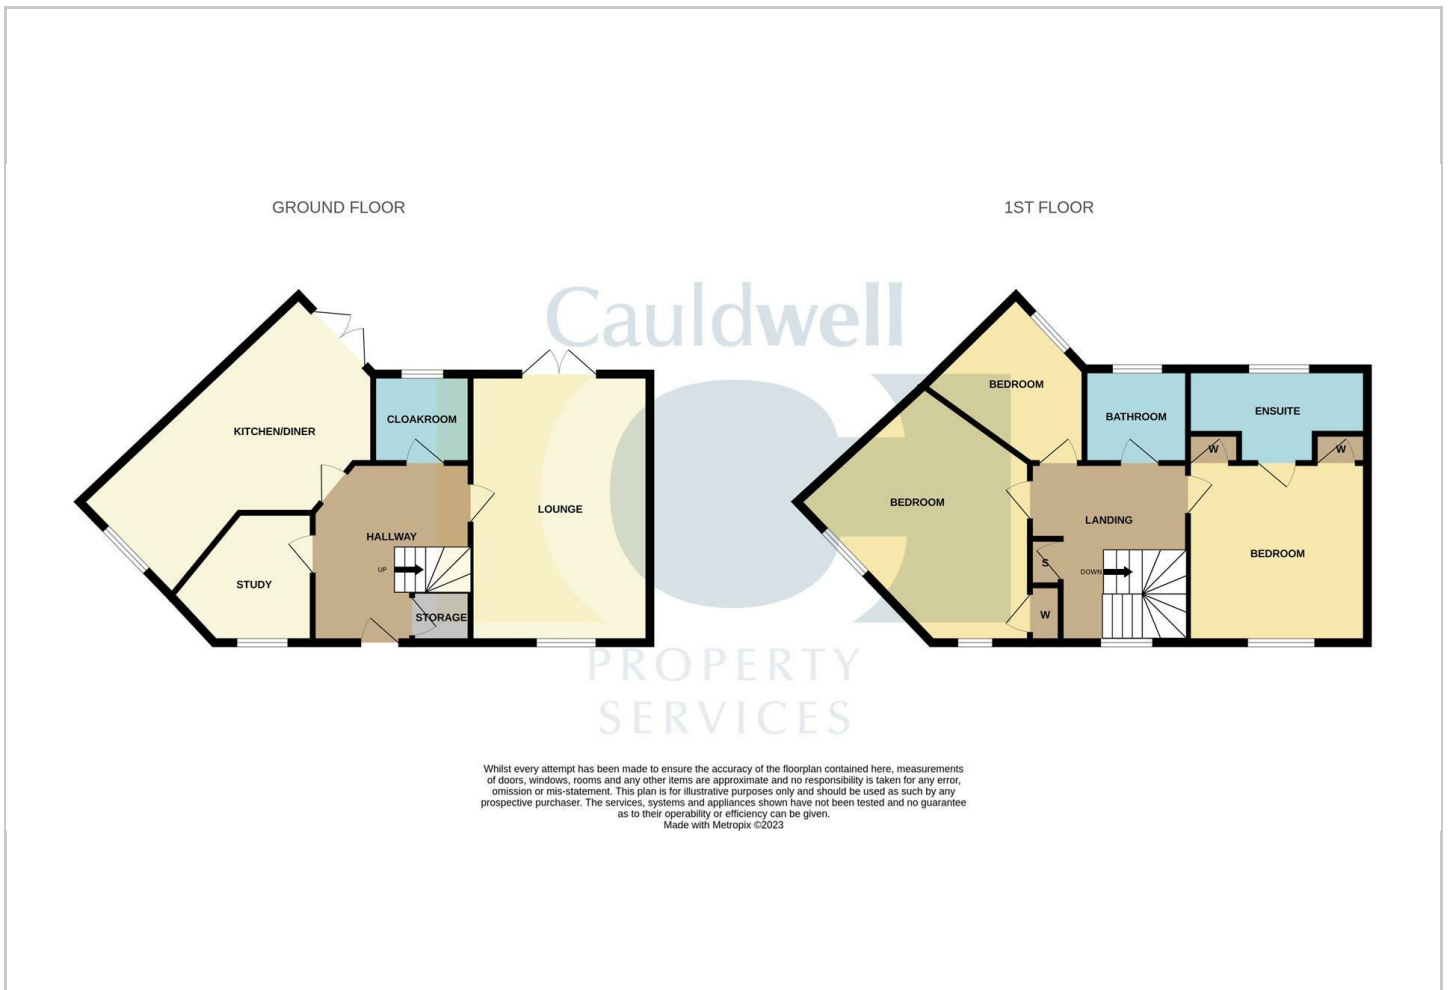 GROUND FLOOR
1ST FLOOR
Cauldwell
PROPERTY
SERVICES
KITCHEN/DINER
CLOAKROOM
LOUNGE
HALLWAY
UP
STUDY
STORAGE
BEDROOM
BATHROOM
ENSUITE
W
W
BEDROOM
LANDING
BEDROOM
S
DOWN
W
Whilst every attempt has been made to ensure the accuracy of the floorplan contained here, measurements
of doors, windows, rooms and any other items are approximate and no responsibility is taken for any error,
omission or mis-statement. This plan is for illustrative purposes only and should be used as such by any
prospective purchaser. The services, systems and appliances shown have not been tested and no guarantee
as to their operability or efficiency can be given.
Made with Metropix ©2023